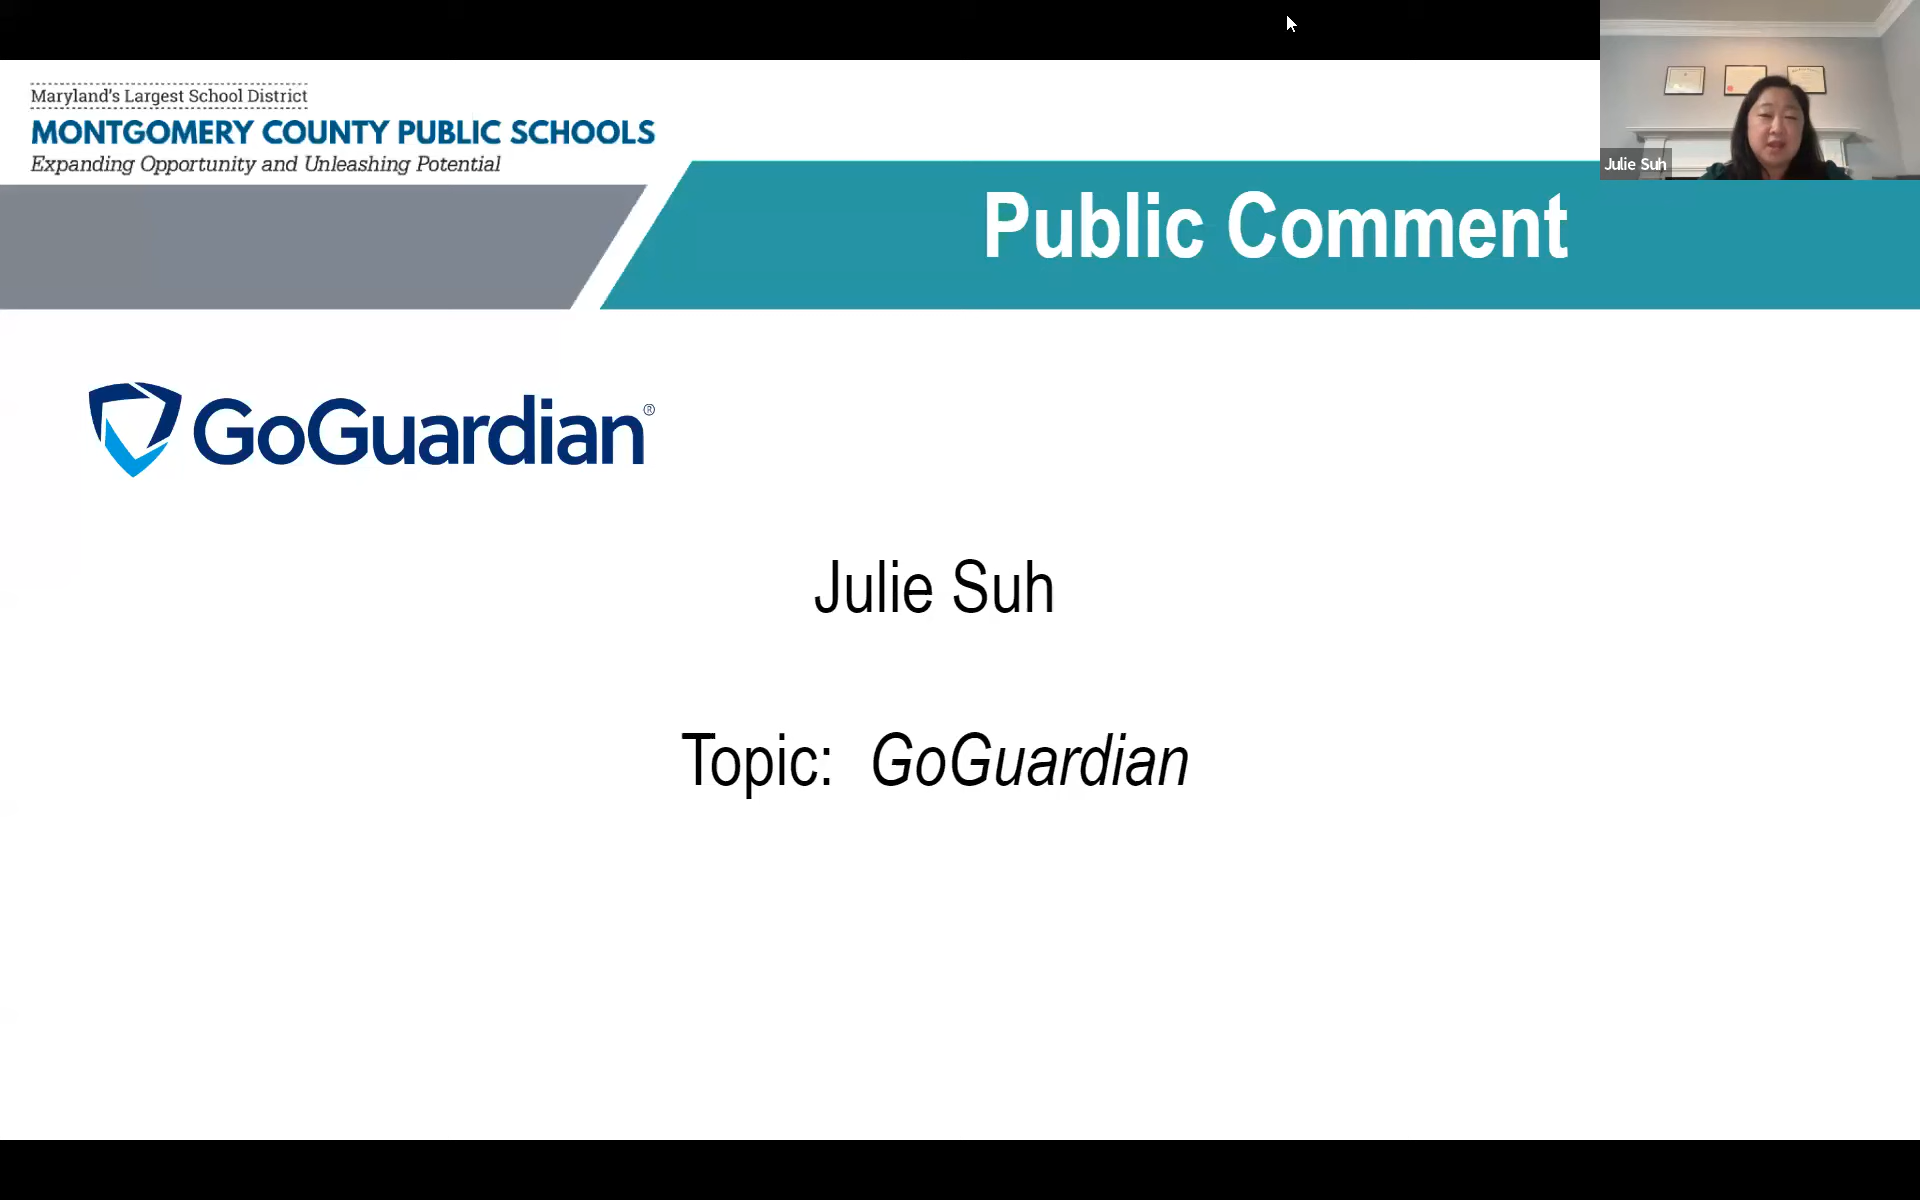 Maryland's Largest School District
MONTGOMERY COUNTY PUBLIC SCHOOLS
Expanding Opportunity and Unleashing Potential
Julie Suh
Public Comment
GoGuardian®
Julie Suh
Topic: GoGuardian